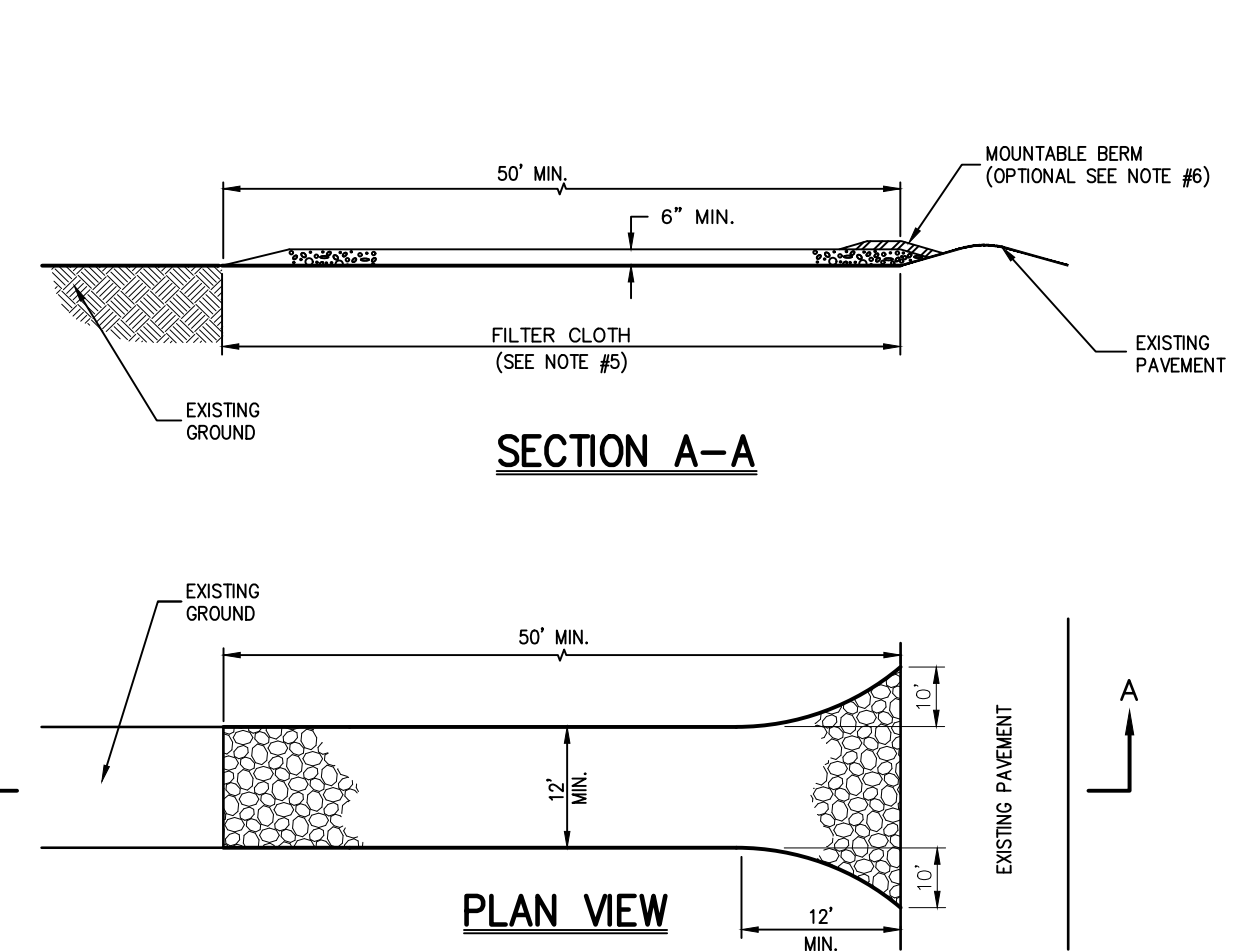 50' MIN.
MOUNTABLE BERM
(OPTIONAL SEE NOTE #6)
6" MIN.
FILTER CLOTH
(SEE NOTE #5)
EXISTING
PAVEMENT
EXISTING
GROUND
SECTION A-A
EXISTING
GROUND
50' MIN.
10'
A
12'
MIN.
EXISTING PAVEMENT
10'
PLAN VIEW
12'
MIN.